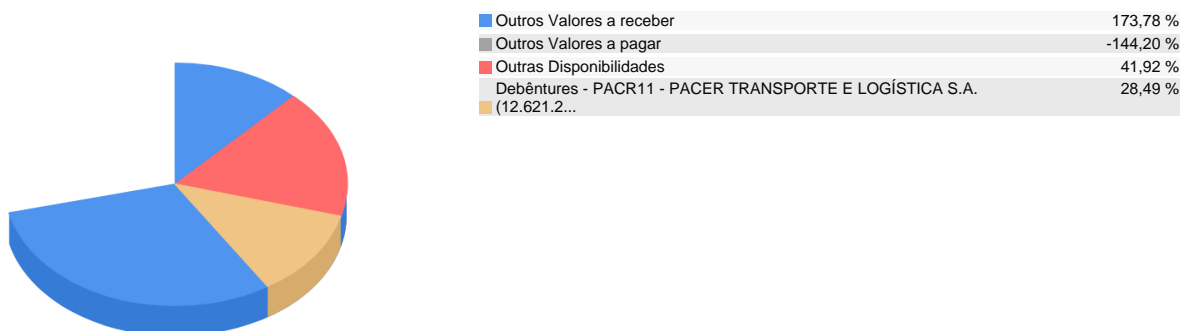 Outros Valores a receber 173,78 %
Outros Valores a pagar -144,20 %
Outras Disponibilidades 41,92 %
Debêntures - PACR11 - PACER TRANSPORTE E LOGÍSTICA S.A. 28,49 %
(12.621.2...